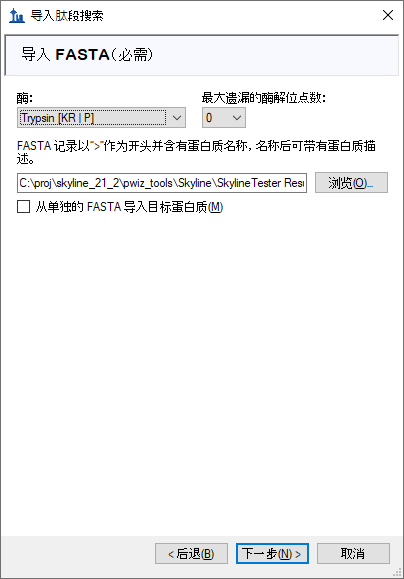 导入肽段搜索
导入 FASTA(必需)
酶: 最大遗漏的酶解位点数:
Trypsin [KR | P] 0
FASTA 记录以">"作为开头并含有蛋白质名称, 名称后可带有蛋白质描
述。
C:\proj\skyline_21_2\pwiz_tools\Skyline\SkylineTester Resu 浏览(O)...
从单独的 FASTA 导入目标蛋白质(M)
< 后退(B) 下一步(N) > 取消